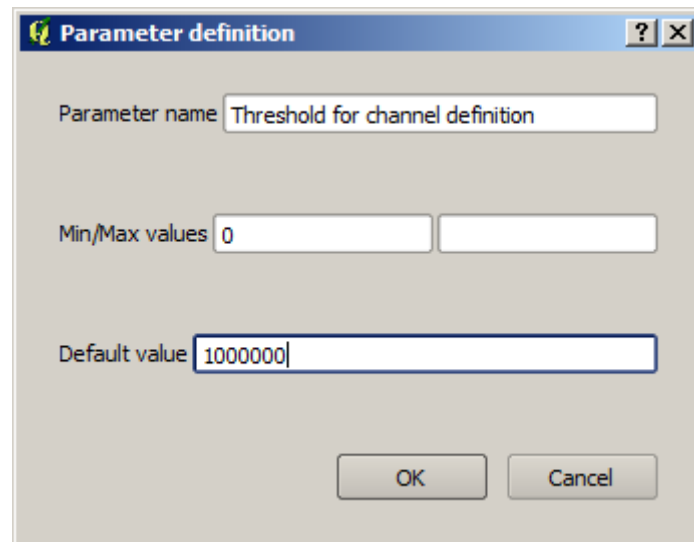 Parameter definition
Parameter name Threshold for channel definition
Min/Max values 0
Default value 1000000
OK Cancel